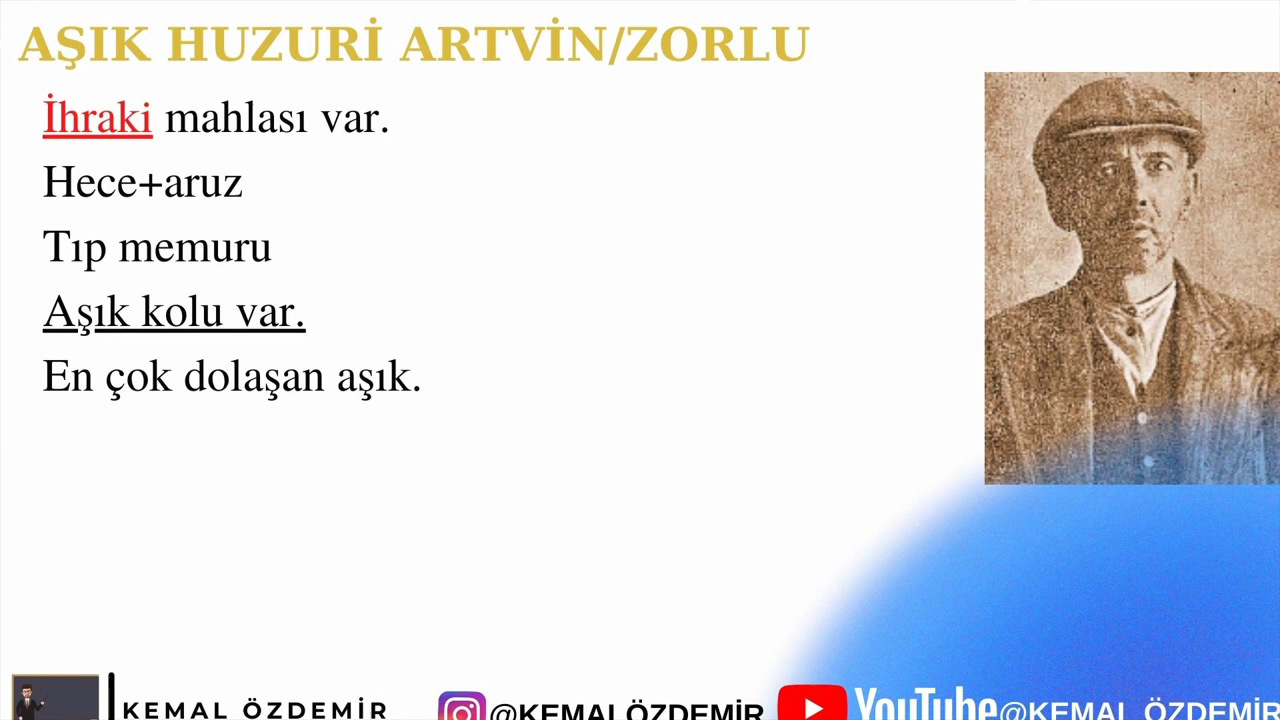 AŞIK HUZURİ ARTVİN/ZORLU
İhraki mahlası var.
Hece+aruz
Tıp memuru
Aşık kolu var.
En çok dolaşan aşık.
KEMAL ÖZDEMİR
@KEMALÖZDEMİR
YouTube@KEMAL ÖZDEMİR